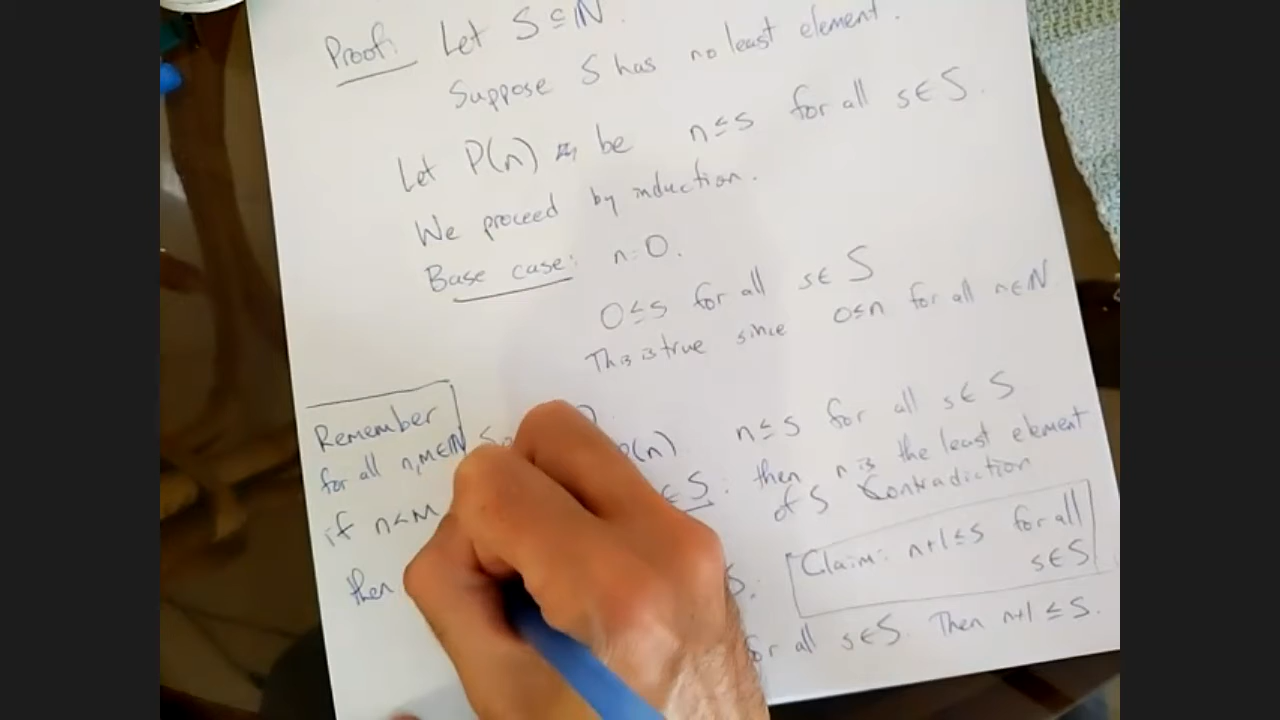 Proof: Let S ⊆ ℕ.
Suppose S has no least element.
Let P(n) be n ≤ s for all s ∈ S.
We proceed by induction.
Base case: n=0.
0 ≤ s for all s ∈ S
This is true since 0 ≤ n for all n ∈ ℕ
Remember
for all n, m ∈ ℕ
if n < m
then
P(n) n ≤ s for all s ∈ S
∈ S: then n is the least element
of S Contradiction
S: Claim: n+1 ≤ s for all
s ∈ S
for all s ∈ S. Then n+1 ≤ s.